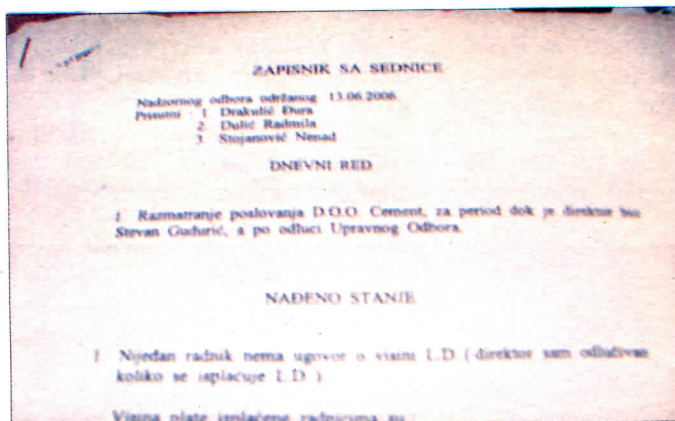 ZAPISNIK SA SEDNICE
Nadzornog odbora održanog 13.06.2006.
Prisutni : 1. Drakulić Đura
2. Dulić Radmila
3. Stojanović Nenad
DNEVNI RED
1. Razmatranje poslovanja D.O.O. Cement, za period dok je direktor bio
Stevan Gudurić, a po odluci Upravnog Odbora.
NAĐENO STANJE
1. Nijedan radnik nema ugovor o visini L.D. ( direktor sam odlučivao
koliko se isplaćuje L.D. )
Visina plate isplaćene radnicima su